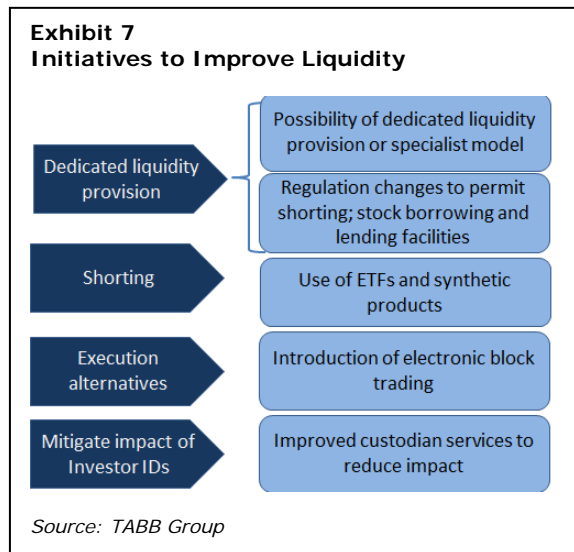 Exhibit 7
Initiatives to Improve Liquidity
Dedicated liquidity
provision
Possibility of dedicated liquidity
provision or specialist model
Regulation changes to permit
shorting; stock borrowing and
lending facilities
Shorting
Use of ETFs and synthetic
products
Execution
alternatives
Introduction of electronic block
trading
Mitigate impact of
Investor IDs
Improved custodian services to
reduce impact
Source: TABB Group